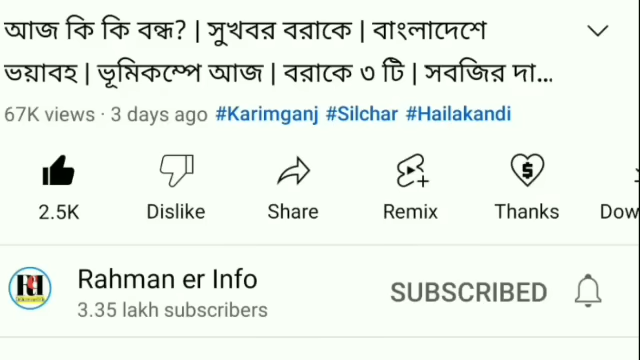 আজ কি কি বন্ধ? | সুখবর বরাকে | বাংলাদেশে
ভয়াবহ | ভূমিকম্পে আজ | বরাকে ৩ টি | সবজির দা...
67K views · 3 days ago #Karimganj #Silchar #Hailakandi
2.5K Dislike Share Remix Thanks Dow
Rahman er Info
3.35 lakh subscribers
SUBSCRIBED